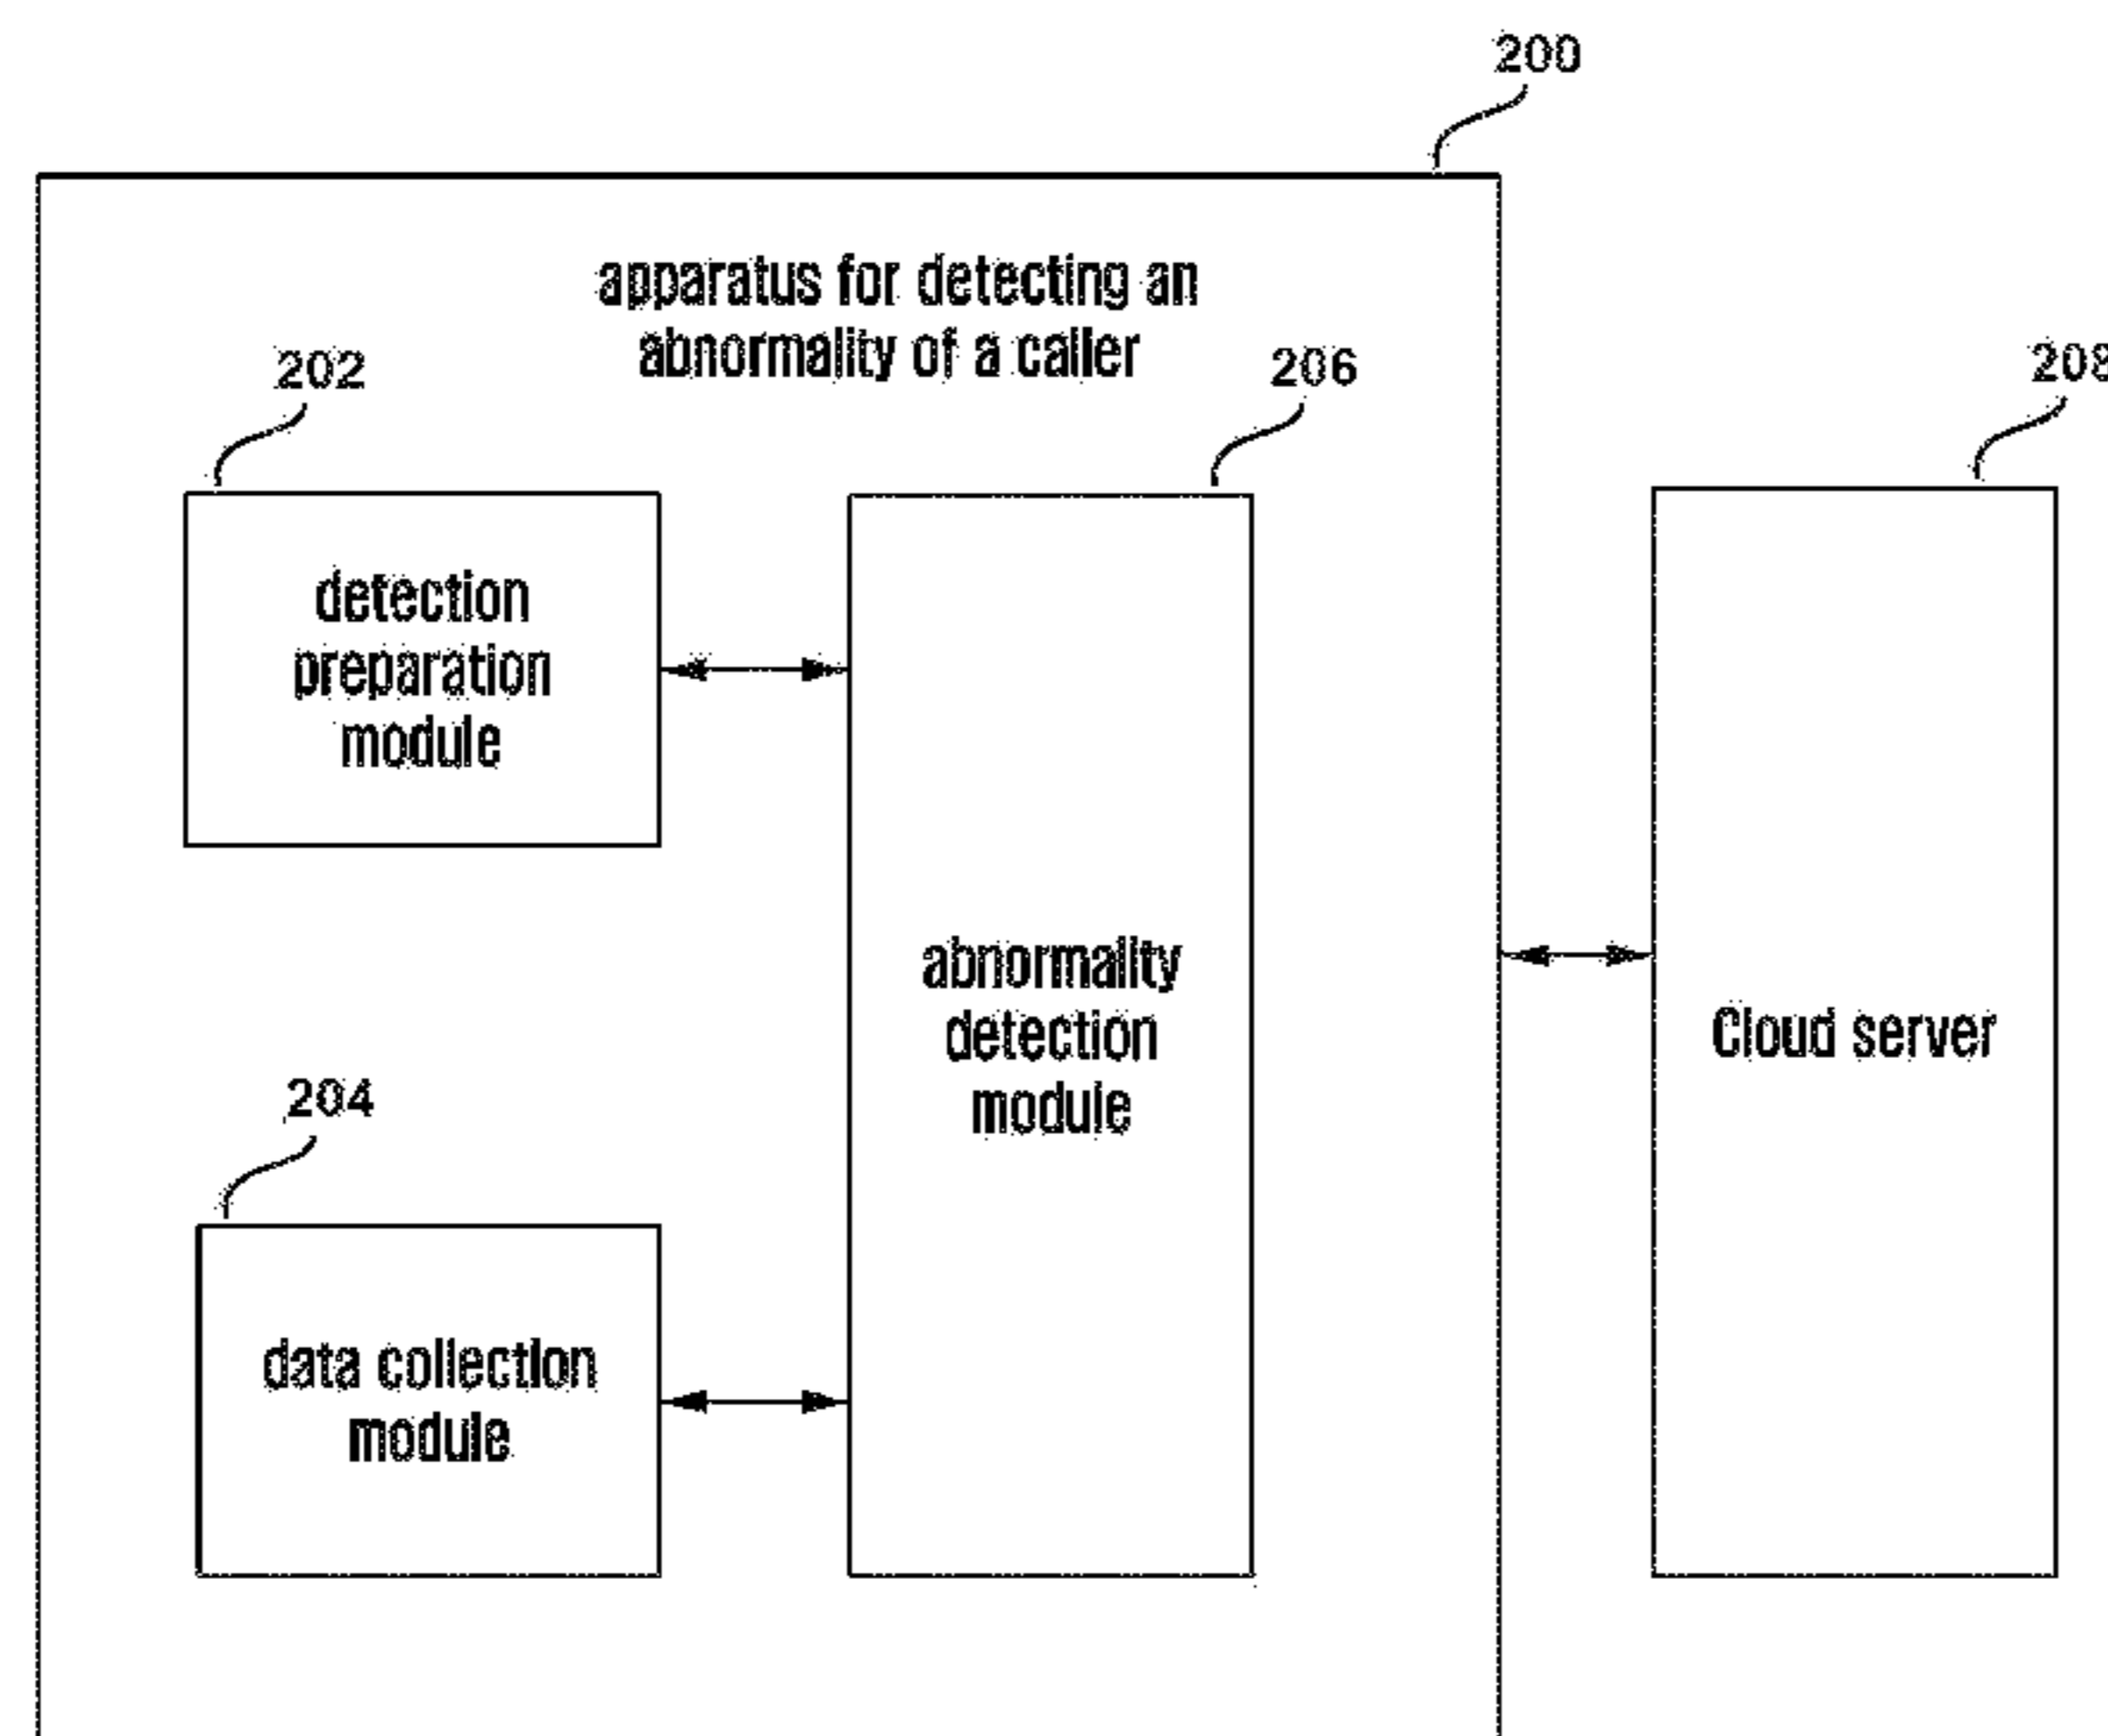 200
apparatus for detecting an
abnormality of a caller
202
206
208
detection
preparation
module
abnormality
detection
module
Cloud server
204
data collection
module